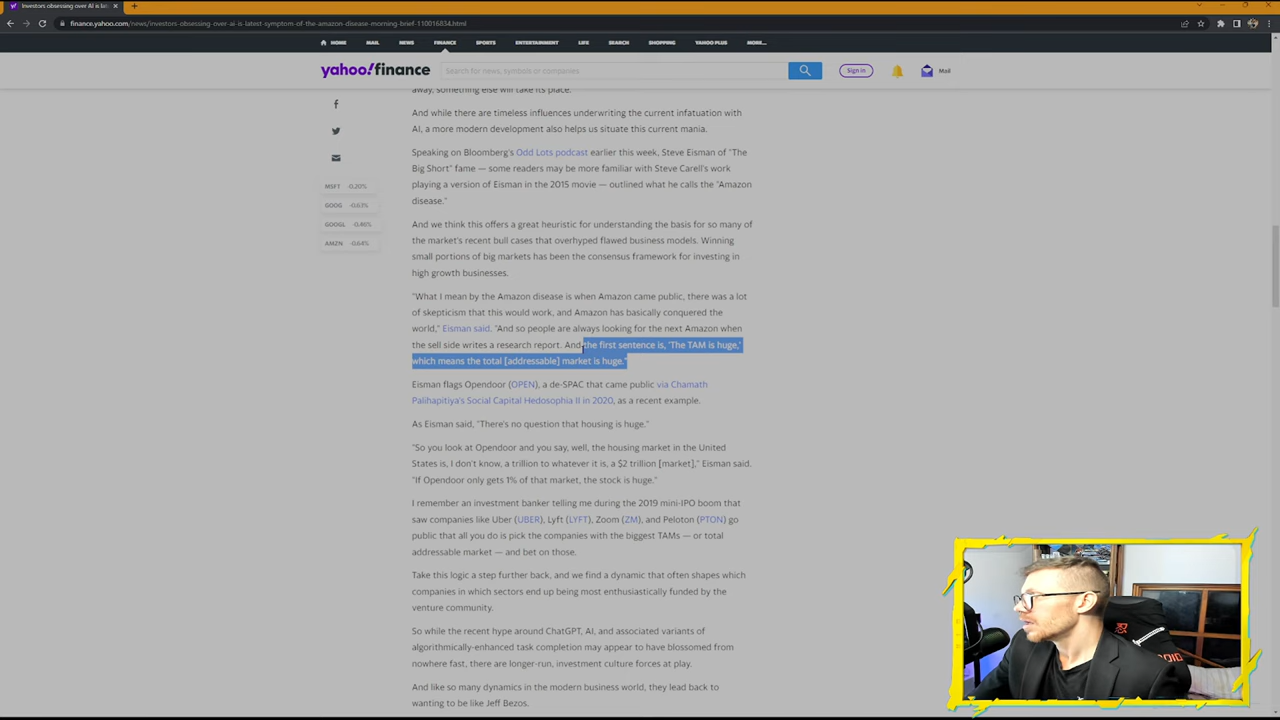 Investors obsessing over AI is lat
finance.yahoo.com/news/investors-obsessing-over-ai-is-latest-symptom-of-the-amazon-disease-morning-brief-110016834.html
HOME MAIL NEWS FINANCE SPORTS ENTERTAINMENT LIFE SEARCH SHOPPING YAHOO PLUS MORE...
yahoo!finance
Search for news, symbols or companies
Sign in
Mail
away, something else will take its place.
And while there are timeless influences underwriting the current infatuation with
AI, a more modern development also helps us situate this current mania.
Speaking on Bloomberg's Odd Lots podcast earlier this week, Steve Eisman of "The
Big Short" fame — some readers may be more familiar with Steve Carell's work
playing a version of Eisman in the 2015 movie — outlined what he calls the "Amazon
disease."
MSFT -0.20%
GOOG -0.63%
GOOGL -0.46%
AMZN -0.64%
And we think this offers a great heuristic for understanding the basis for so many of
the market's recent bull cases that overhyped flawed business models. Winning
small portions of big markets has been the consensus framework for investing in
high growth businesses.
"What I mean by the Amazon disease is when Amazon came public, there was a lot
of skepticism that this would work, and Amazon has basically conquered the
world," Eisman said. "And so people are always looking for the next Amazon when
the sell side writes a research report. And the first sentence is, 'The TAM is huge,'
which means the total [addressable] market is huge."
Eisman flags Opendoor (OPEN), a de-SPAC that came public via Chamath
Palihapitiya's Social Capital Hedosophia II in 2020, as a recent example.
As Eisman said, "There's no question that housing is huge."
"So you look at Opendoor and you say, well, the housing market in the United
States is, I don't know, a trillion to whatever it is, a $2 trillion [market]," Eisman said.
"If Opendoor only gets 1% of that market, the stock is huge."
I remember an investment banker telling me during the 2019 mini-IPO boom that
saw companies like Uber (UBER), Lyft (LYFT), Zoom (ZM), and Peloton (PTON) go
public that all you do is pick the companies with the biggest TAMs — or total
addressable market — and bet on those.
Take this logic a step further back, and we find a dynamic that often shapes which
companies in which sectors end up being most enthusiastically funded by the
venture community.
So while the recent hype around ChatGPT, AI, and associated variants of
algorithmically-enhanced task completion may appear to have blossomed from
nowhere fast, there are longer-run, investment culture forces at play.
And like so many dynamics in the modern business world, they lead back to
wanting to be like Jeff Bezos.